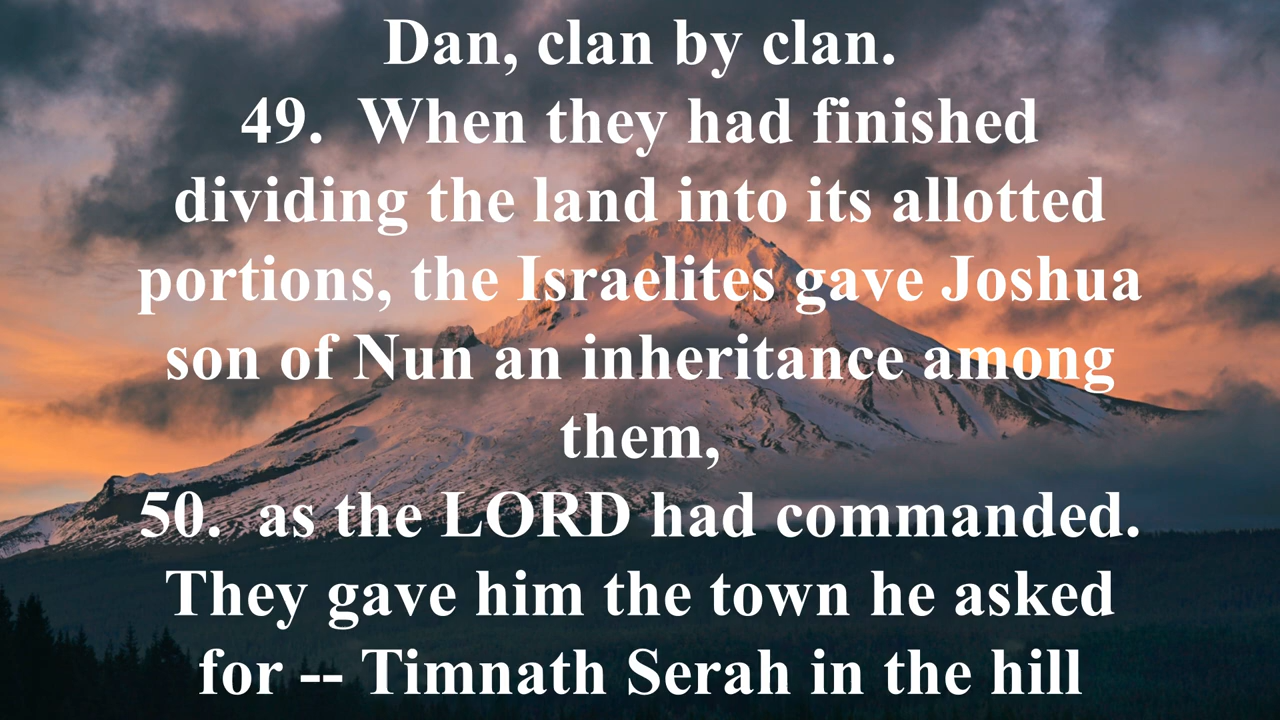 Dan, clan by clan.
49.  When they had finished
dividing the land into its allotted
portions, the Israelites gave Joshua
son of Nun an inheritance among
them,
50.  as the LORD had commanded.
They gave him the town he asked
for -- Timnath Serah in the hill